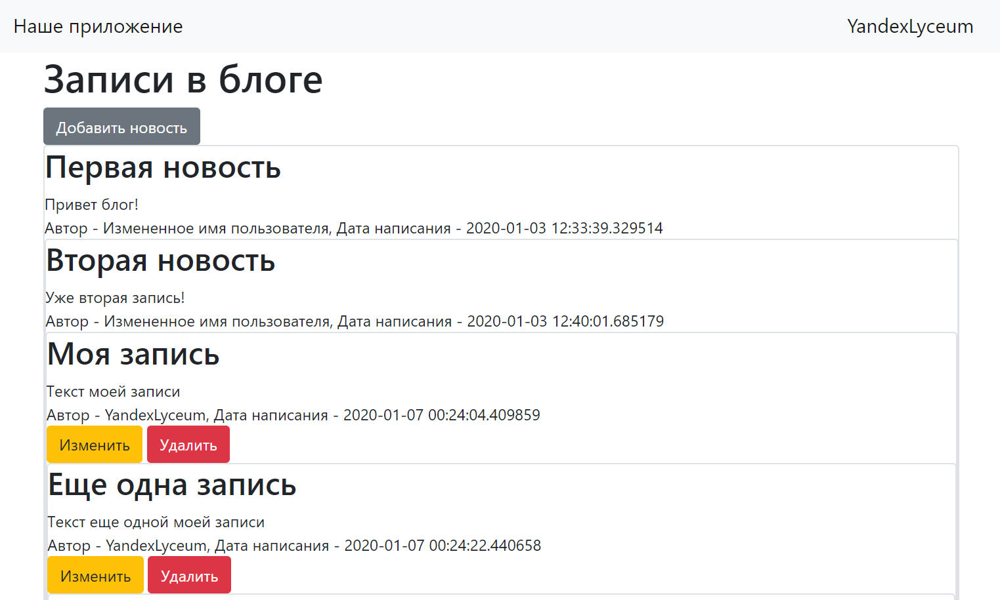 Наше приложение
YandexLyceum
Записи в блоге
Добавить новость
Первая новость
Привет блог!
Автор - Измененное имя пользователя, Дата написания - 2020-01-03 12:33:39.329514
Вторая новость
Уже вторая запись!
Автор - Измененное имя пользователя, Дата написания - 2020-01-03 12:40:01.685179
Моя запись
Текст моей записи
Автор - YandexLyceum, Дата написания - 2020-01-07 00:24:04.409859
Изменить Удалить
Еще одна запись
Текст еще одной моей записи
Автор - YandexLyceum, Дата написания - 2020-01-07 00:24:22.440658
Изменить Удалить